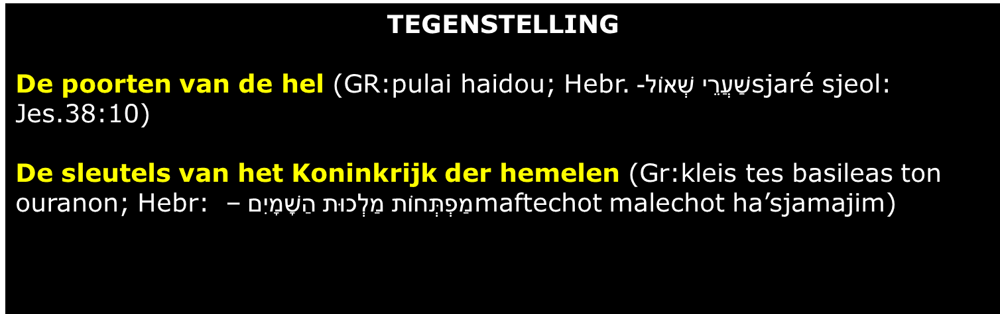 TEGENSTELLING
De poorten van de hel (GR:pulai haidou; Hebr. שַׁעֲרֵי שְׁאוֹל-sjaré sjeol:
Jes.38:10)
De sleutels van het Koninkrijk der hemelen (Gr:kleis tes basileas ton
ouranon; Hebr: מַפְתְּחוֹת מַלְכוּת הַשָּׁמָיִם – maftechot malechot ha’sjamajim)